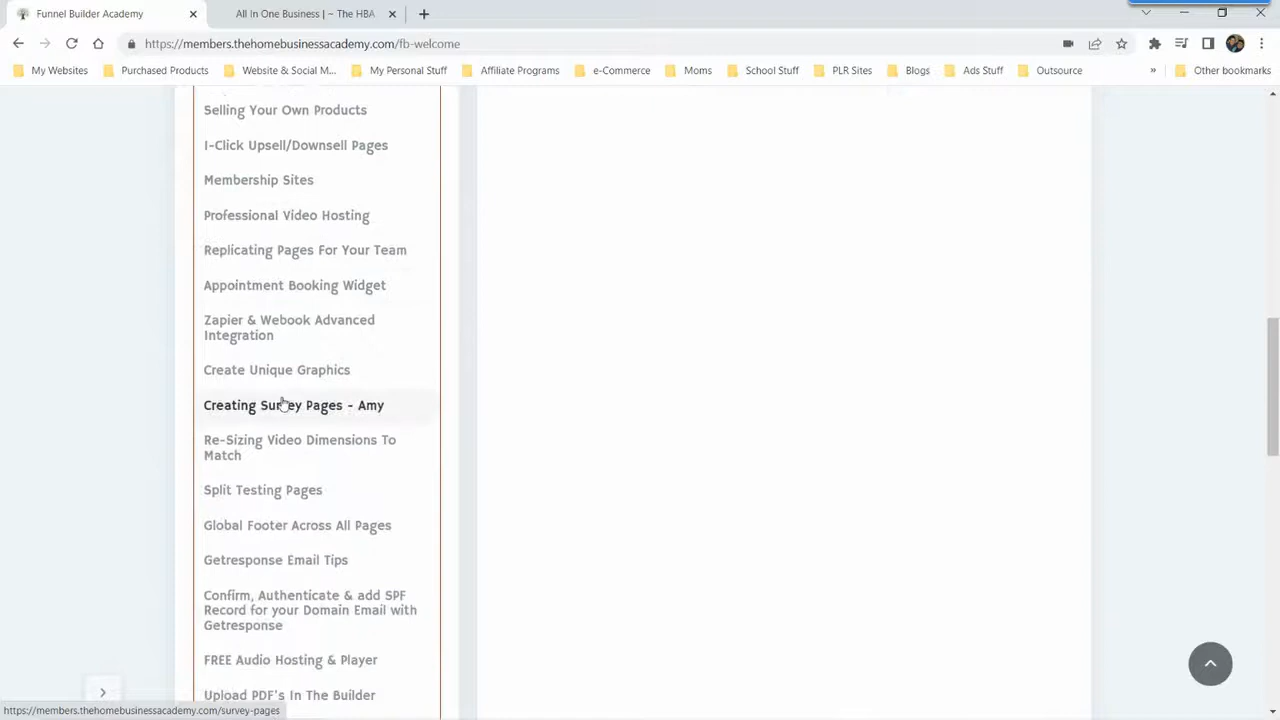 Funnel Builder Academy
All In One Business | ~ The HBA
https://members.thehomebusinessacademy.com/fb-welcome
My Websites
Purchased Products
Website & Social M...
My Personal Stuff
Affiliate Programs
e-Commerce
Moms
School Stuff
PLR Sites
Blogs
Ads Stuff
Outsource
»
Other bookmarks
Selling Your Own Products
1-Click Upsell/Downsell Pages
Membership Sites
Professional Video Hosting
Replicating Pages For Your Team
Appointment Booking Widget
Zapier & Webook Advanced
Integration
Create Unique Graphics
Creating Survey Pages - Amy
Re-Sizing Video Dimensions To
Match
Split Testing Pages
Global Footer Across All Pages
Getresponse Email Tips
Confirm, Authenticate & add SPF
Record for your Domain Email with
Getresponse
FREE Audio Hosting & Player
Upload PDF's In The Builder
https://members.thehomebusinessacademy.com/survey-pages